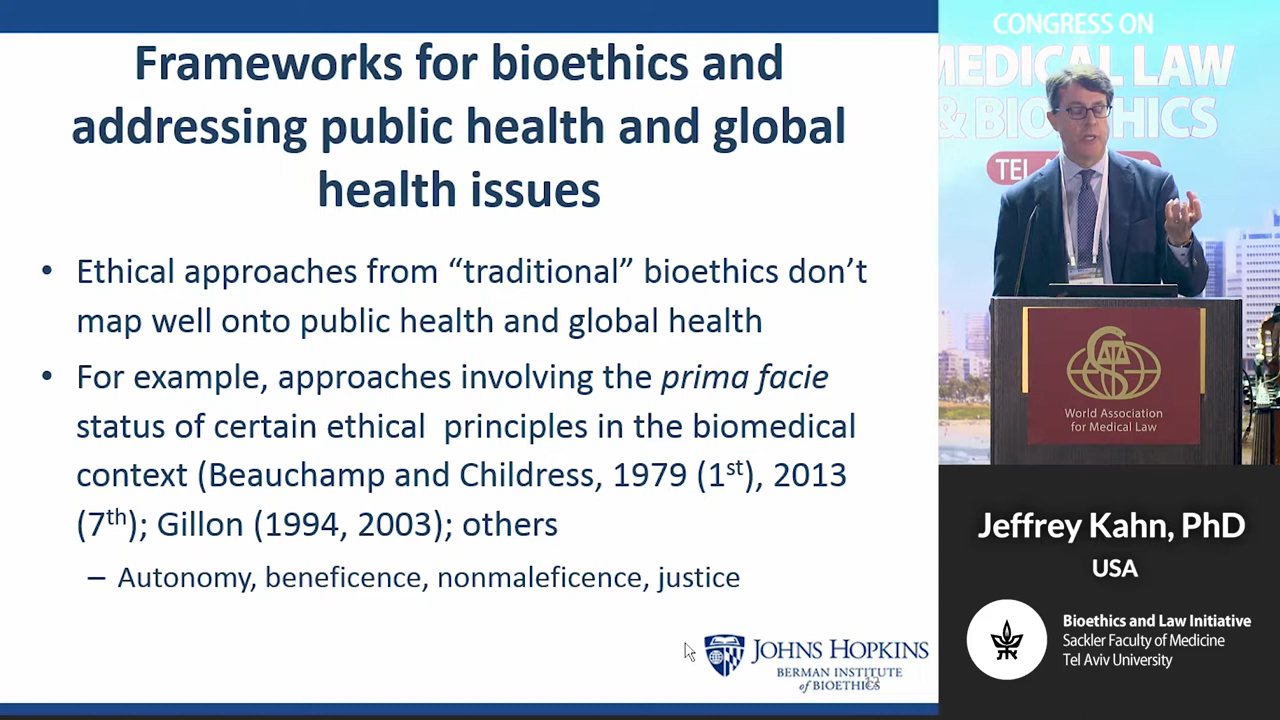 Frameworks for bioethics and
addressing public health and global
health issues
• Ethical approaches from “traditional” bioethics don’t
map well onto public health and global health
• For example, approaches involving the prima facie
status of certain ethical principles in the biomedical
context (Beauchamp and Childress, 1979 (1st), 2013
(7th); Gillon (1994, 2003); others
– Autonomy, beneficence, nonmaleficence, justice
JOHNS HOPKINS
BERMAN INSTITUTE
of BIOETHICS
CONGRESS ON
MEDICAL LAW
& BIOETHICS
TEL
World Association
for Medical Law
Jeffrey Kahn, PhD
USA
Bioethics and Law Initiative
Sackler Faculty of Medicine
Tel Aviv University